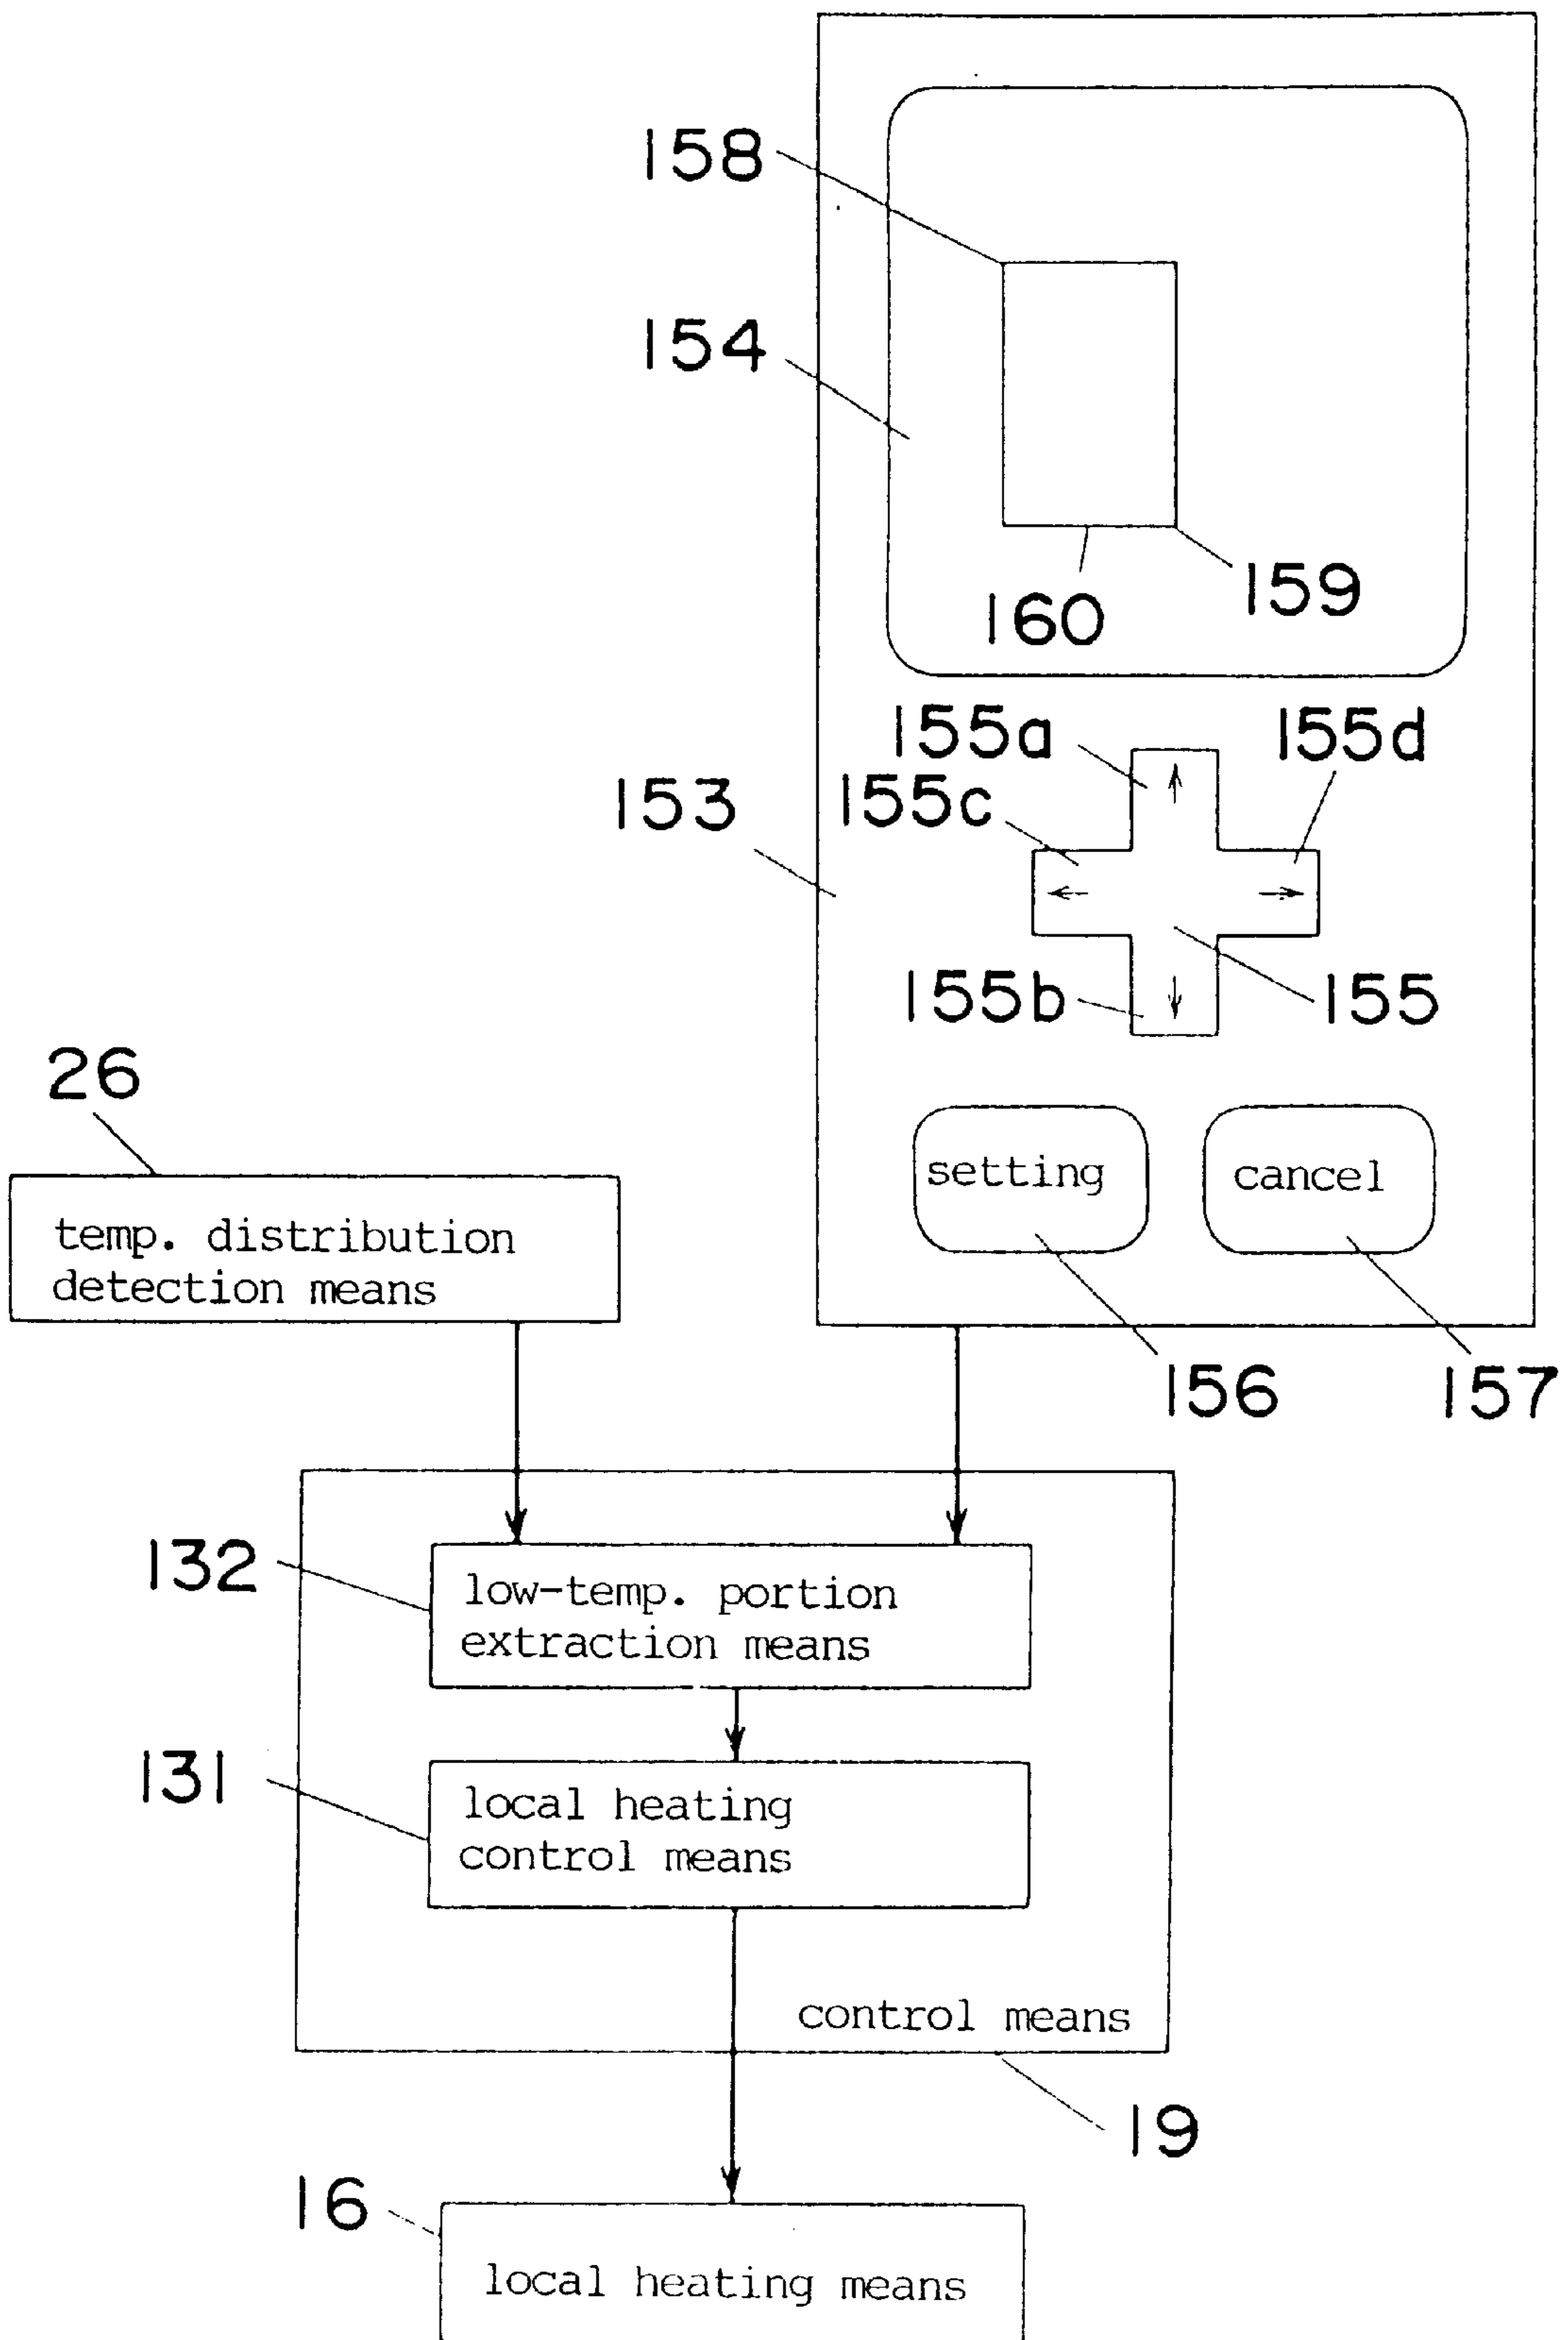 158
154
160
159
155a
155d
153
155c
155b
155
26
setting
cancel
temp. distribution
detection means
156
157
132
low-temp. portion
extraction means
131
local heating
control means
control means
19
16
local heating means